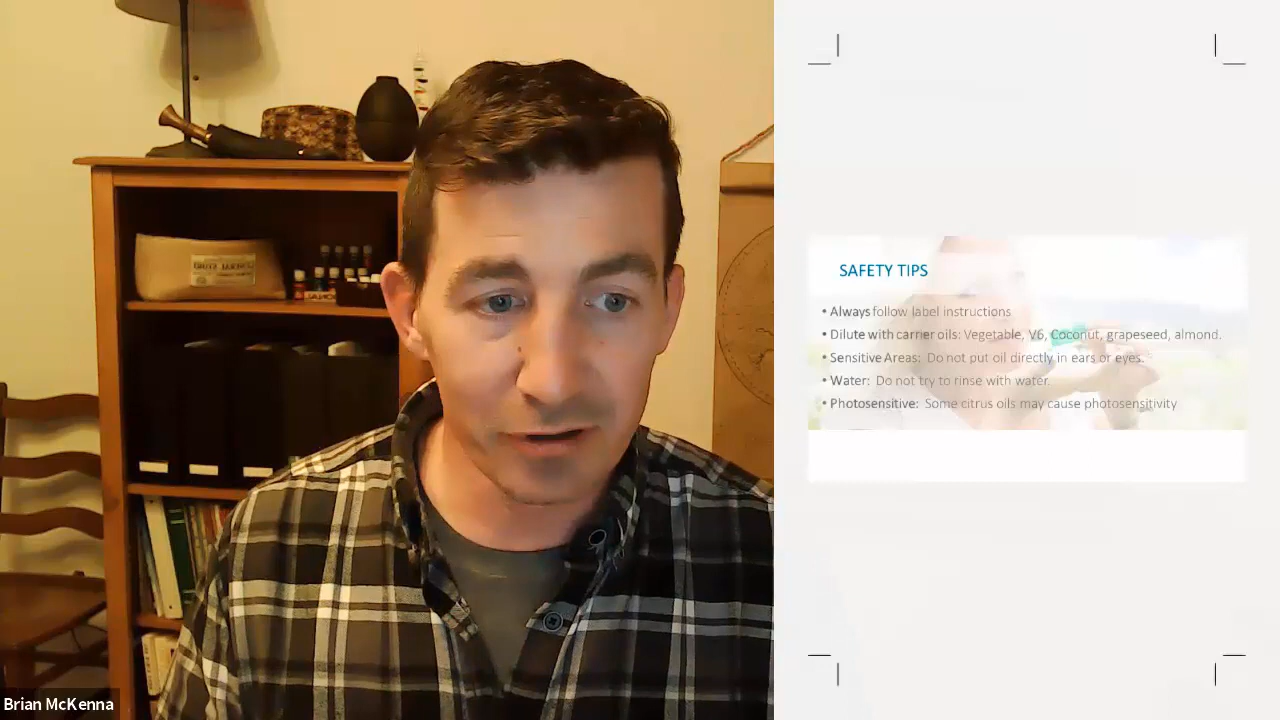 SAFETY TIPS
• Always follow label instructions
• Dilute with carrier oils: Vegetable, V6, Coconut, grapeseed, almond.
• Sensitive Areas: Do not put oil directly in ears or eyes.
• Water: Do not try to rinse with water.
• Photosensitive: Some citrus oils may cause photosensitivity
Brian McKenna